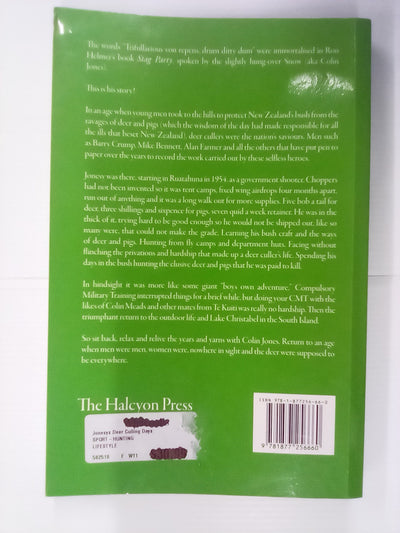 The words "Trifollatious von repens, drum ditty dum" were immortalised in Ron
Helmer's book Stag Party, spoken by the slightly hung-over Snow (aka Colin
Jones).
This is his story!
In an age when young men took to the hills to protect New Zealand's bush from the
ravages of deer and pigs (which the wisdom of the day had made responsible for
all the ills that beset New Zealand), deer cullers were the nation's saviours. Men such
as Barry Crump, Mike Bennett, Alan Farmer and all the others that have put pen to
paper over the years to record the work carried out by these selfless heroes.
Jonesy was there, starting in Ruatahuna in 1954, as a government shooter. Choppers
had not been invented so it was tent camps, fixed wing airdrops four months apart,
run out of anything and it was a long walk out for more supplies. Five bob a tail for
deer, three shillings and sixpence for pigs, seven quid a week retainer. He was in the
thick of it, trying hard to be good enough so he would not be shipped out, like so
many were, that could not make the grade. Learning his bush craft and the ways
of deer and pigs. Hunting from fly camps and department huts. Facing without
flinching the privations and hardship that made up a deer culler's life. Spending his
days in the bush hunting the elusive deer and pigs that he was paid to kill.
In hindsight it was more like some giant "boys own adventure." Compulsory
Military Training interrupted things for a brief while, but doing your CMT with the
likes of Colin Meads and other mates from Te Kuiti was really no hardship. Then the
triumphant return to the outdoor life and Lake Christabel in the South Island.
So sit back, relax and relive the years and yarns with Colin Jones. Return to an age
when men were men, women were, nowhere in sight and the deer were supposed to
be everywhere.
The Halcyon Press
Jonesys Deer Culling Days
SPORT - HUNTING
LIFESTYLE
502518 F W11
ISBN 978-1-877256-66-0
9 781877 256660